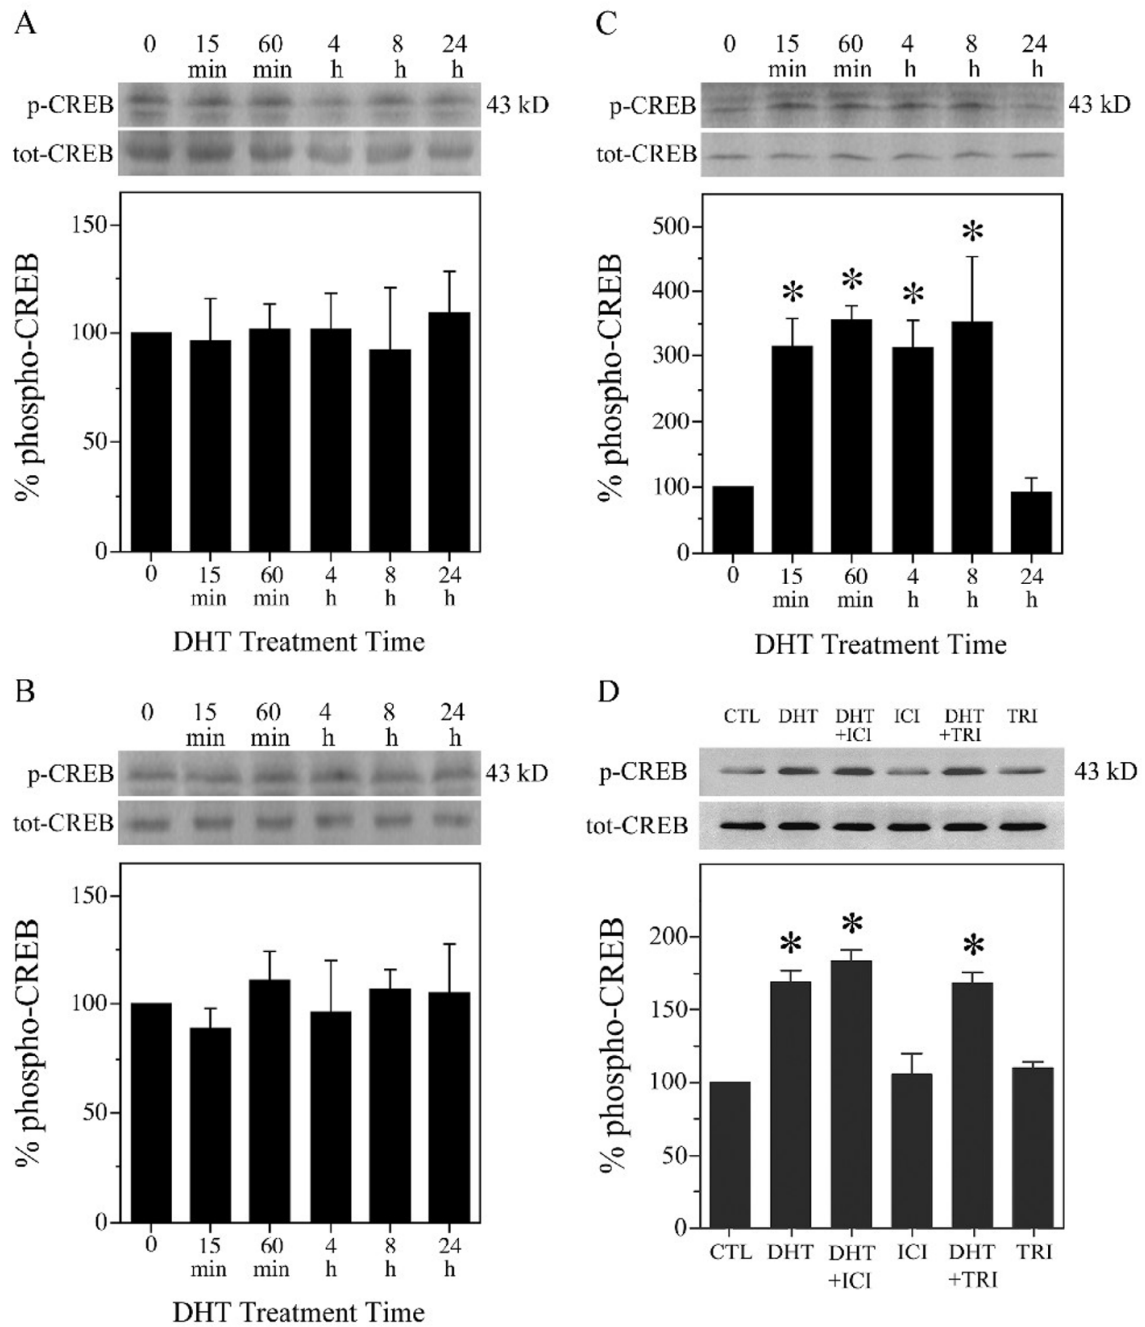 A
0 15 60 4 8 24
min min h h h
p-CREB 43 kD
tot-CREB
% phospho-CREB
150
100
50
0
0 15 60 4 8 24
min min h h h
DHT Treatment Time
B
0 15 60 4 8 24
min min h h h
p-CREB 43 kD
tot-CREB
% phospho-CREB
150
100
50
0
0 15 60 4 8 24
min min h h h
DHT Treatment Time
C
0 15 60 4 8 24
min min h h h
p-CREB 43 kD
tot-CREB
% phospho-CREB
500
400
300
200
100
0
* * * *
0 15 60 4 8 24
min min h h h
DHT Treatment Time
D
CTL DHT DHT ICI DHT TRI
+ICI +TRI
p-CREB 43 kD
tot-CREB
% phospho-CREB
200
150
100
50
0
* * *
CTL DHT DHT ICI DHT TRI
+ICI +TRI